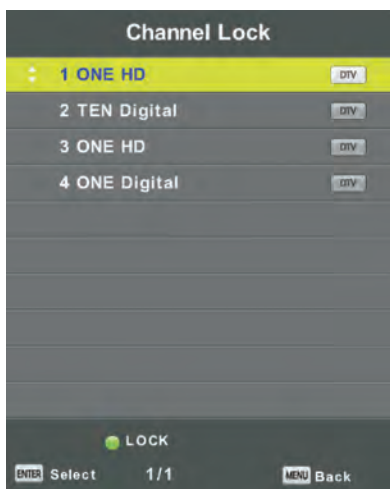 Channel Lock
1 ONE HD DTV
2 TEN Digital DTV
3 ONE HD DTV
4 ONE Digital DTV
LOCK
ENTER Select 1/1 MENU Back